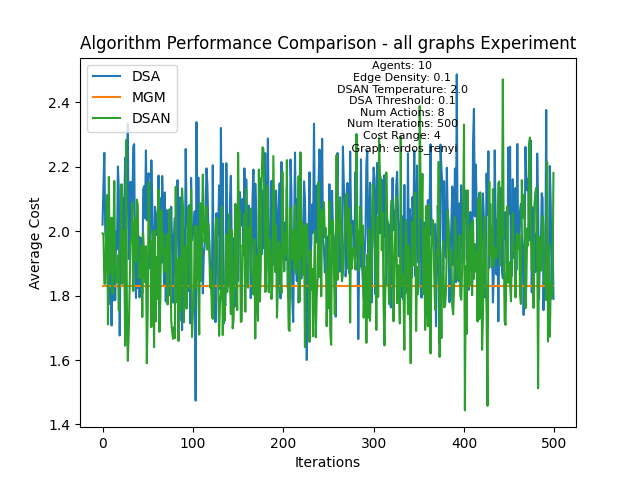 Algorithm Performance Comparison - all graphs Experiment
DSA
MGM
DSAN
Agents: 10
Edge Density: 0.1
DSAN Temperature: 2.0
DSA Threshold: 0.1
Num Actions: 8
Num Iterations: 500
Cost Range: 4
Graph: erdos_renyi
Average Cost
2.4
2.2
2.0
1.8
1.6
1.4
0
100
200
300
400
500
Iterations